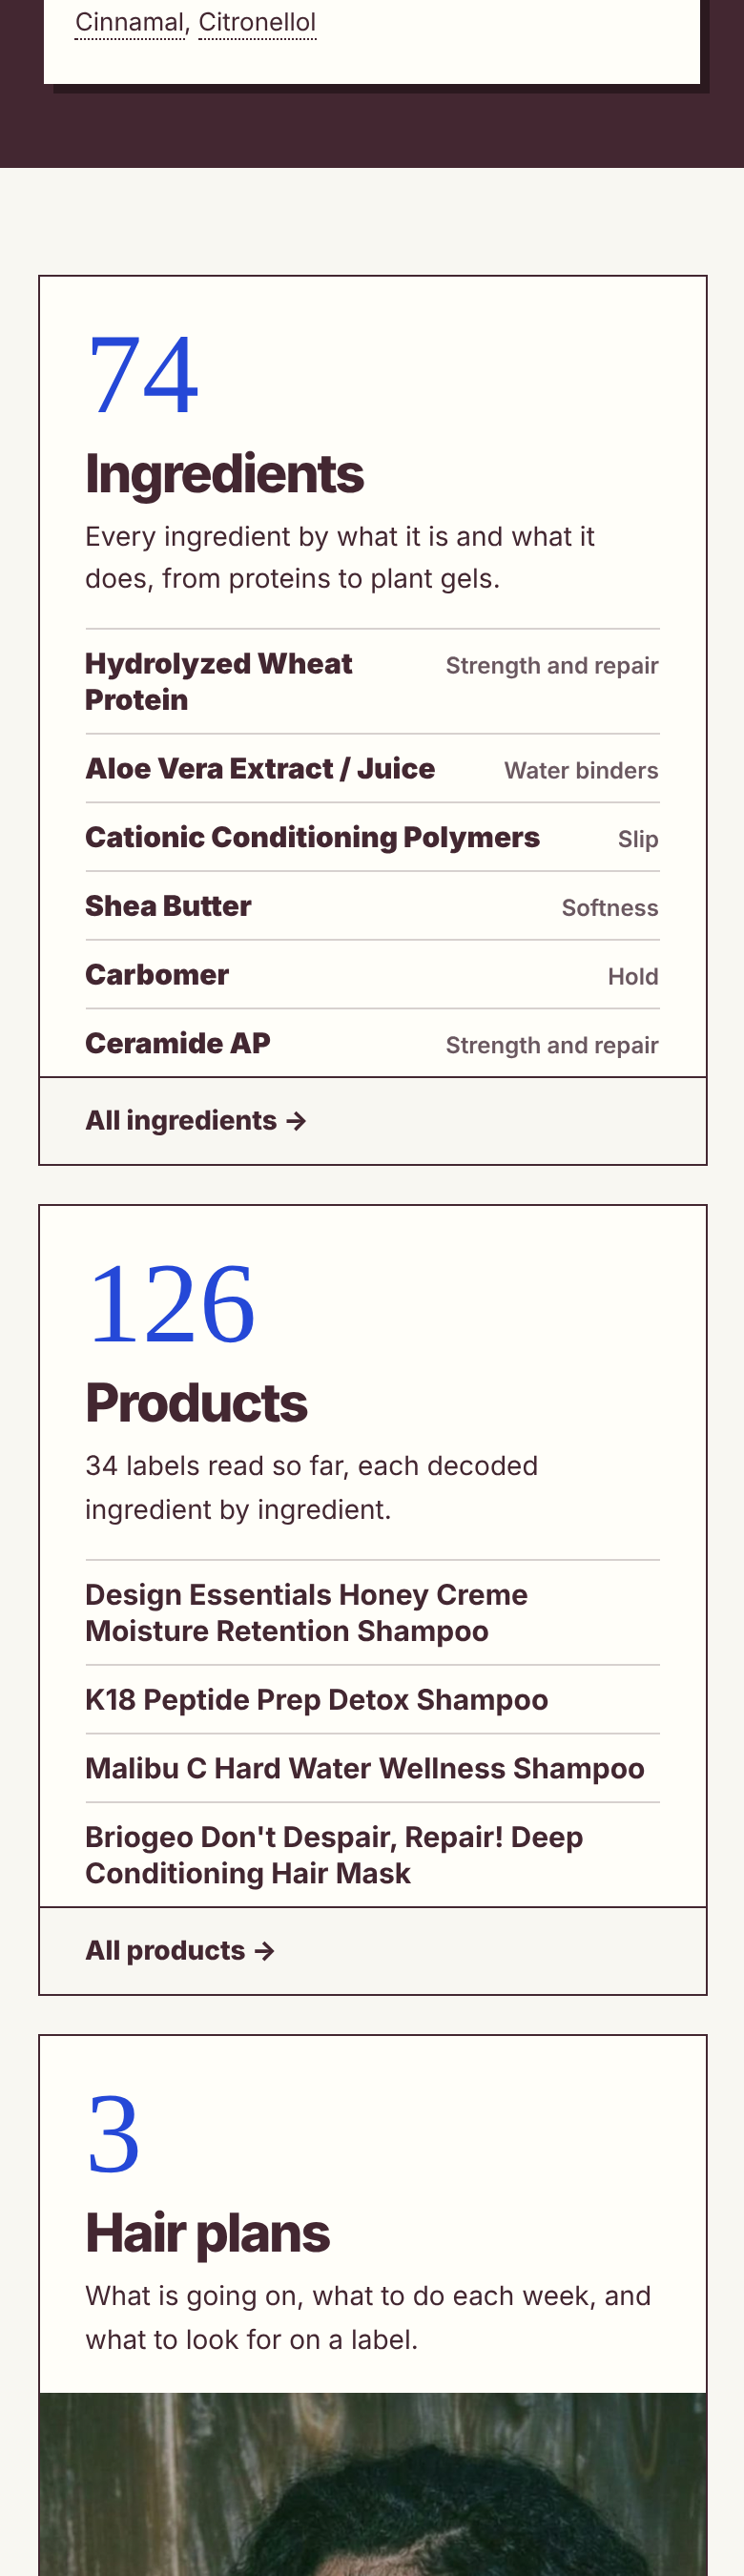 Cinnamal, Citronellol
74
Ingredients
Every ingredient by what it is and what it
does, from proteins to plant gels.
Hydrolyzed Wheat Protein Strength and repair
Aloe Vera Extract / Juice Water binders
Cationic Conditioning Polymers Slip
Shea Butter Softness
Carbomer Hold
Ceramide AP Strength and repair
All ingredients →
126
Products
34 labels read so far, each decoded
ingredient by ingredient.
Design Essentials Honey Creme
Moisture Retention Shampoo
K18 Peptide Prep Detox Shampoo
Malibu C Hard Water Wellness Shampoo
Briogeo Don't Despair, Repair! Deep
Conditioning Hair Mask
All products →
3
Hair plans
What is going on, what to do each week, and
what to look for on a label.